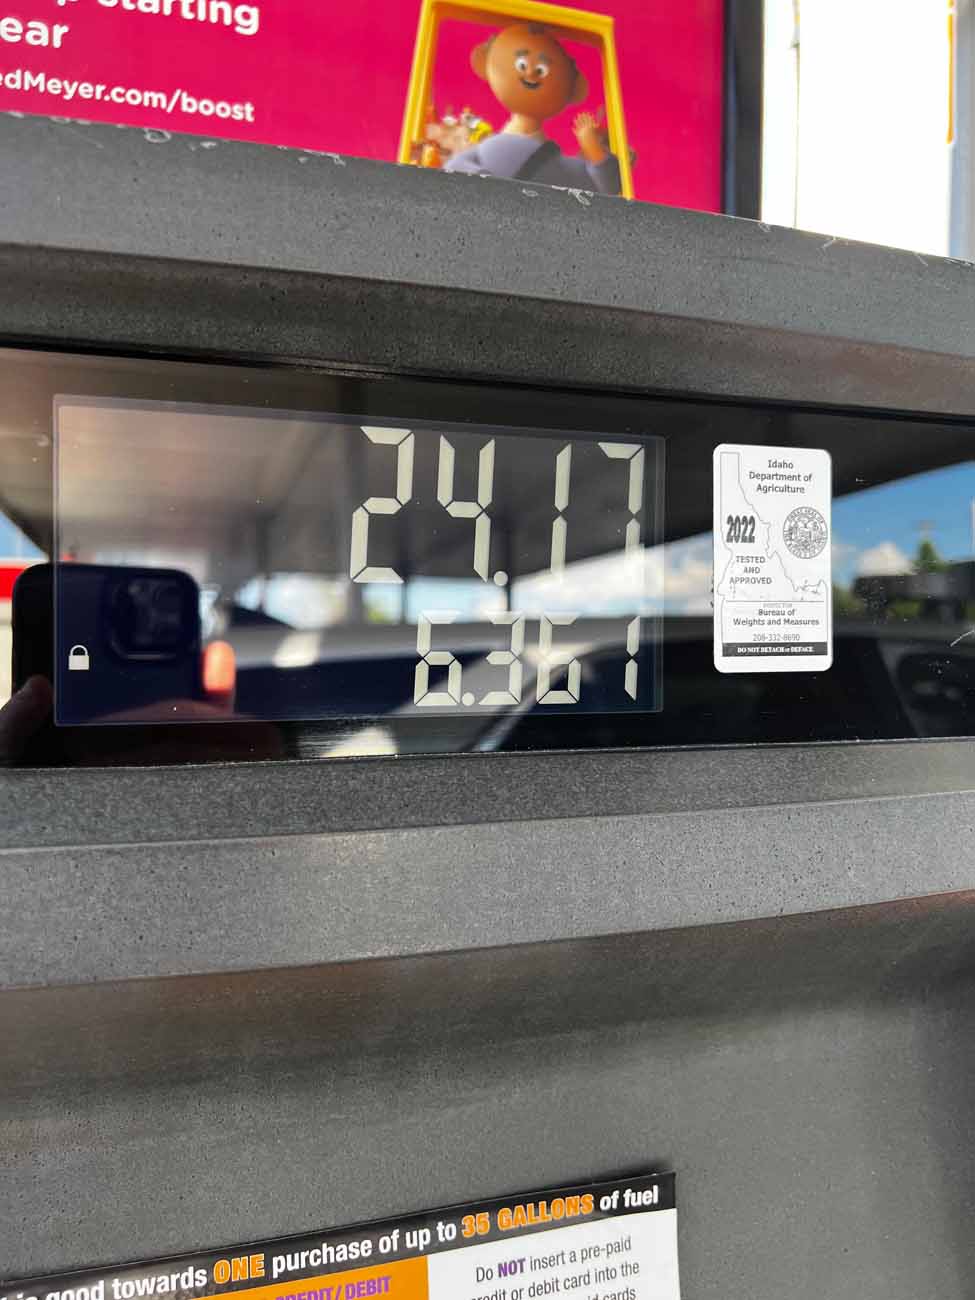 starting
ear
edMeyer.com/boost
24.17
6.361
Idaho
Department of
Agriculture
2022
TESTED
AND
APPROVED
INSPECTOR
Bureau of
Weights and Measures
208-332-8690
DO NOT DETACH or DEFACE
is good towards ONE purchase of up to 35 GALLONS of fuel
CREDIT/DEBIT
Do NOT insert a pre-paid
credit or debit card into the
cards